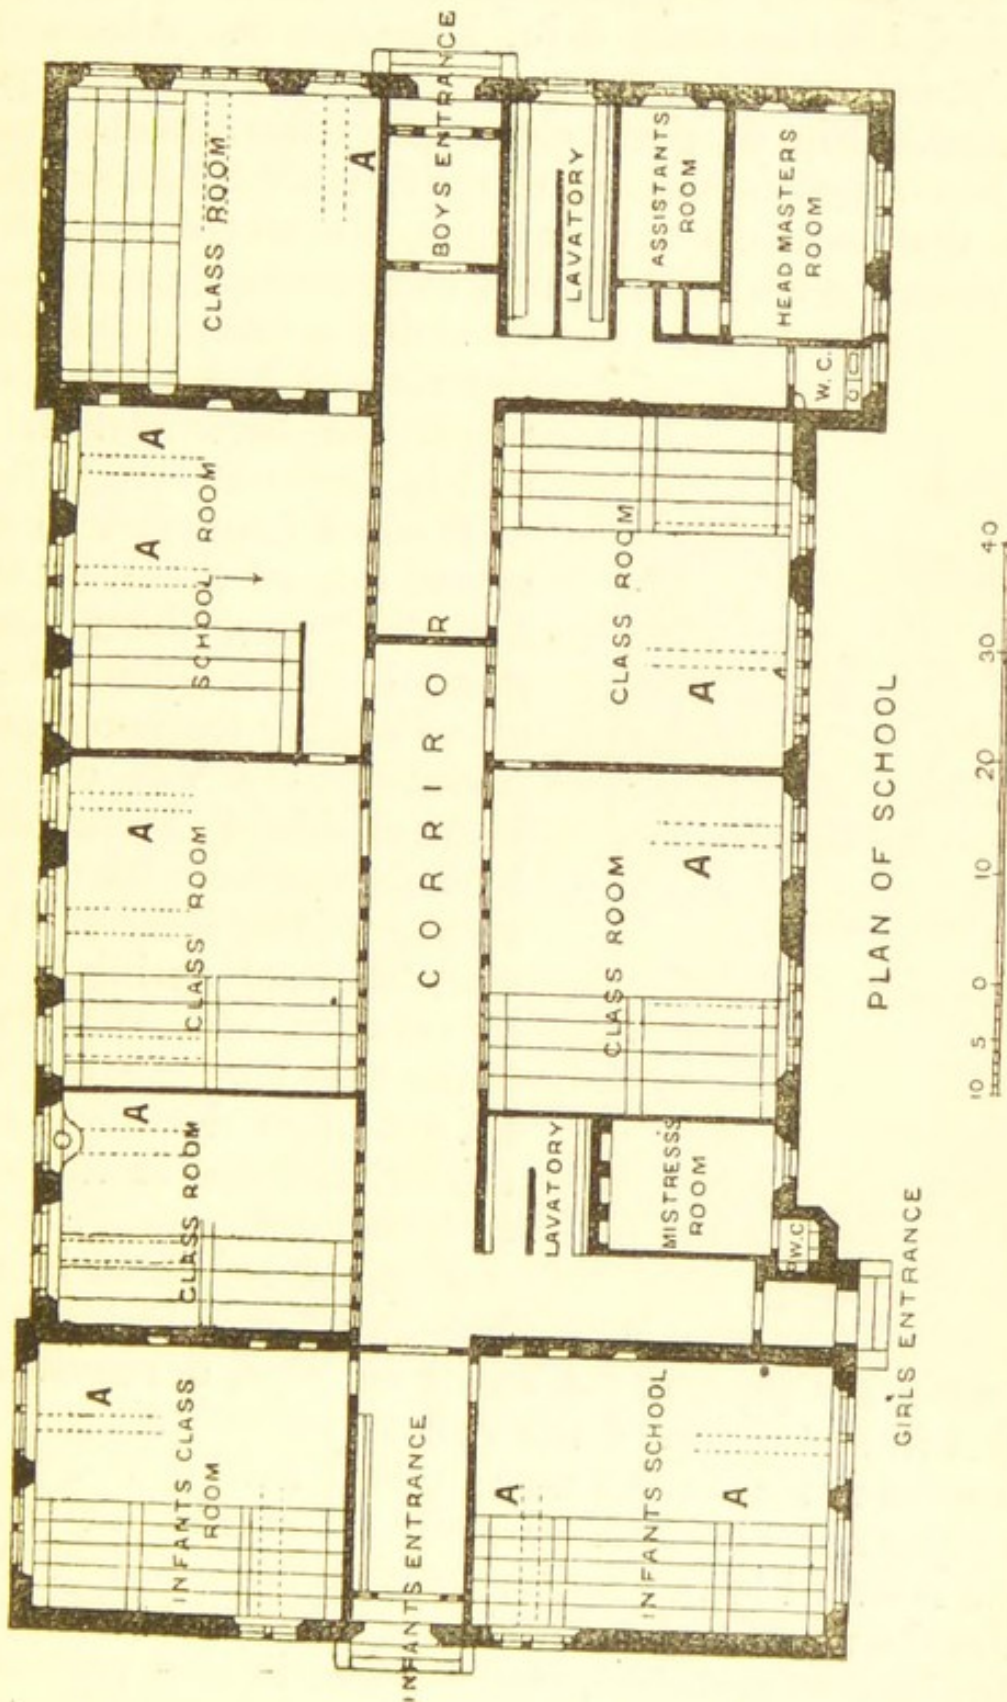 CLASS ROOM
A
BOYS ENTRANCE
LAVATORY
ASSISTANTS
ROOM
HEAD MASTERS
ROOM
W. C.
SCHOOL ROOM
A
A
CLASS ROOM
A
CORRIROR
CLASS ROOM
A
CLASS ROOM
A
CLASS ROOM
A
LAVATORY
MISTRESSS
ROOM
W.C
INFANTS CLASS
ROOM
A
INFANTS ENTRANCE
INFANTS SCHOOL
A
A
GIRLS ENTRANCE
PLAN OF SCHOOL
10 5 0 10 20 30 40